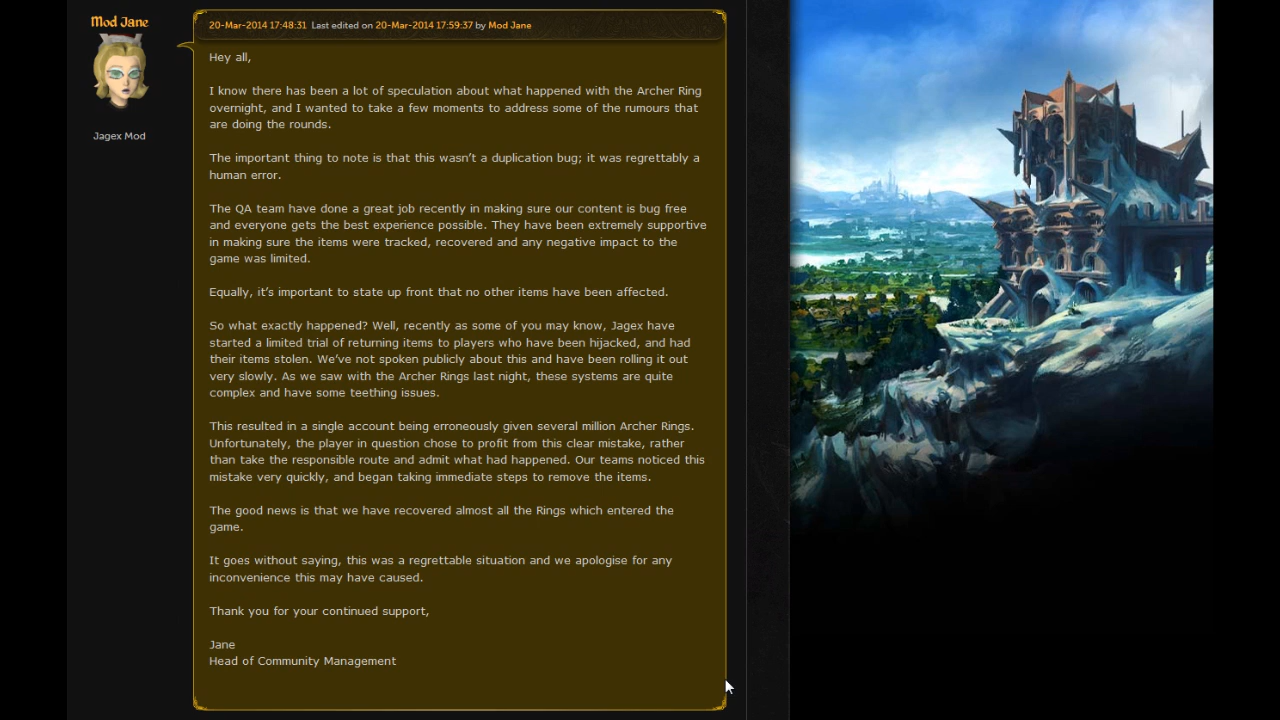 Mod Jane
20-Mar-2014 17:48:31 Last edited on 20-Mar-2014 17:59:37 by Mod Jane
Jagex Mod
Hey all,
I know there has been a lot of speculation about what happened with the Archer Ring
overnight, and I wanted to take a few moments to address some of the rumours that
are doing the rounds.
The important thing to note is that this wasn't a duplication bug; it was regrettably a
human error.
The QA team have done a great job recently in making sure our content is bug free
and everyone gets the best experience possible. They have been extremely supportive
in making sure the items were tracked, recovered and any negative impact to the
game was limited.
Equally, it's important to state up front that no other items have been affected.
So what exactly happened? Well, recently as some of you may know, Jagex have
started a limited trial of returning items to players who have been hijacked, and had
their items stolen. We've not spoken publicly about this and have been rolling it out
very slowly. As we saw with the Archer Rings last night, these systems are quite
complex and have some teething issues.
This resulted in a single account being erroneously given several million Archer Rings.
Unfortunately, the player in question chose to profit from this clear mistake, rather
than take the responsible route and admit what had happened. Our teams noticed this
mistake very quickly, and began taking immediate steps to remove the items.
The good news is that we have recovered almost all the Rings which entered the
game.
It goes without saying, this was a regrettable situation and we apologise for any
inconvenience this may have caused.
Thank you for your continued support,
Jane
Head of Community Management